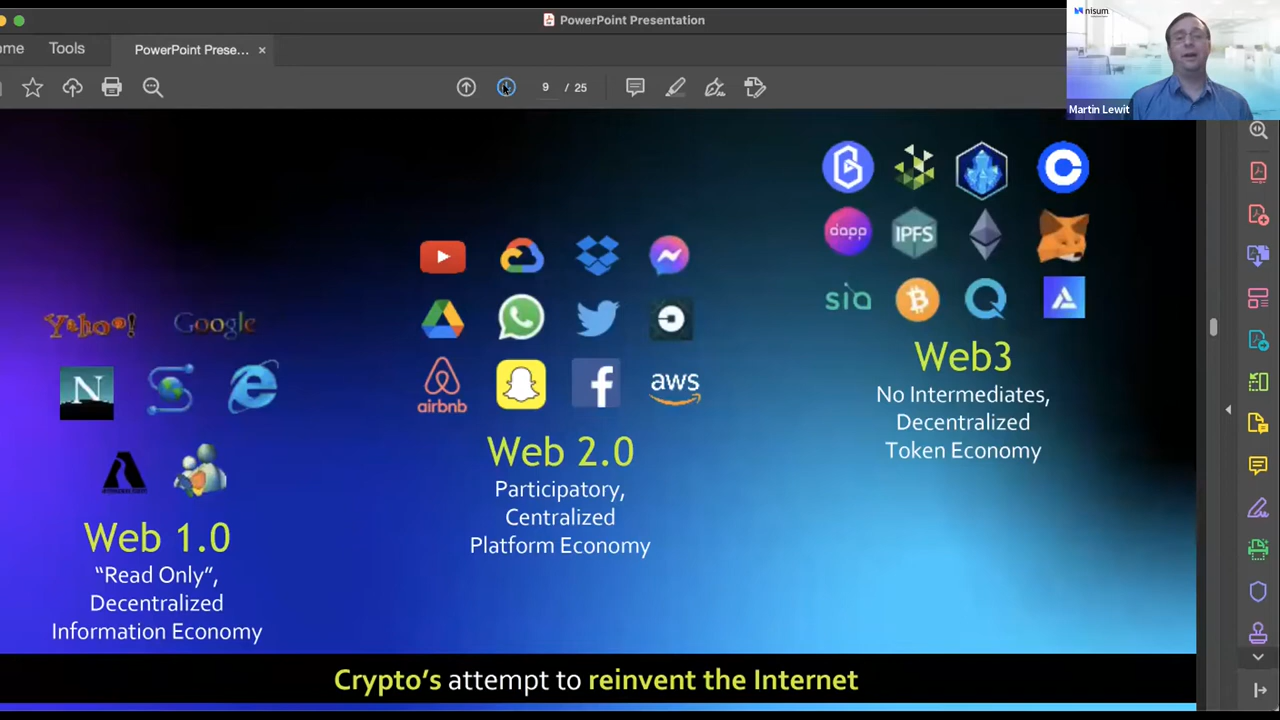 PowerPoint Presentation
ome
Tools
PowerPoint Prese...
9 / 25
nisum
Martin Lewit
dapp
IPFS
sia
Yahoo!
Google
N
airbnb
aws
Web3
No Intermediates,
Decentralized
Token Economy
Web 2.0
Participatory,
Centralized
Platform Economy
Web 1.0
“Read Only”,
Decentralized
Information Economy
Crypto’s attempt to reinvent the Internet